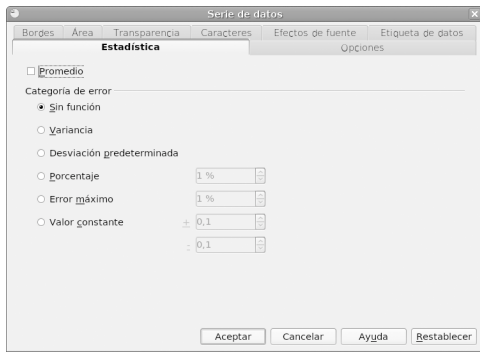 Serie de datos
Bordes Área Transparencia Caracteres Efectos de fuente Etiqueta de datos
Estadística Opciones
Promedio
Categoría de error
Sin función
Variancia
Desviación predeterminada
Porcentaje 1 %
Error máximo 1 %
Valor constante + 0,1
- 0,1
Aceptar Cancelar Ayuda Restablecer